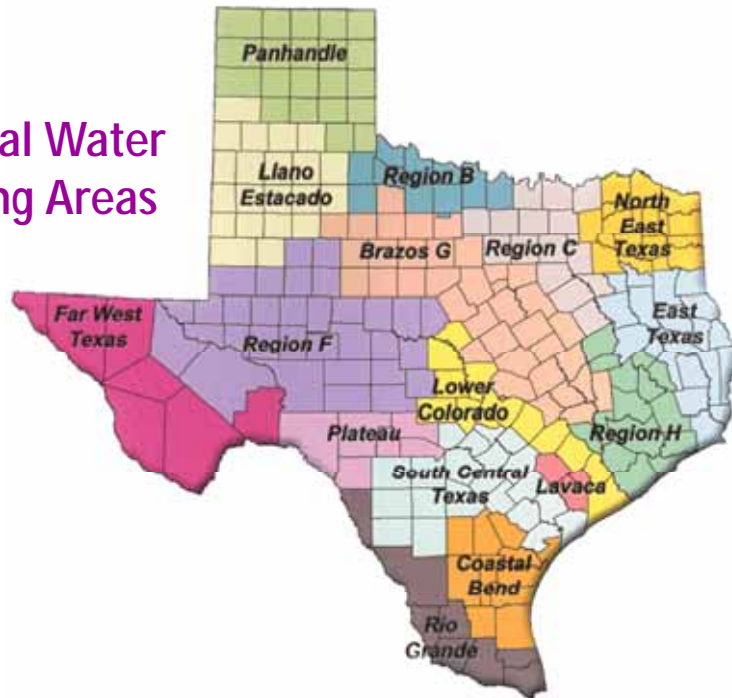 al Water
ng Areas
Panhandle
Llano
Estacado
Region B
North
East
Texas
Brazos G
Region C
Far West
Texas
Region F
East
Texas
Lower
Colorado
Plateau
Region H
South Central
Texas
Lavaca
Coastal
Bend
Rio
Grande